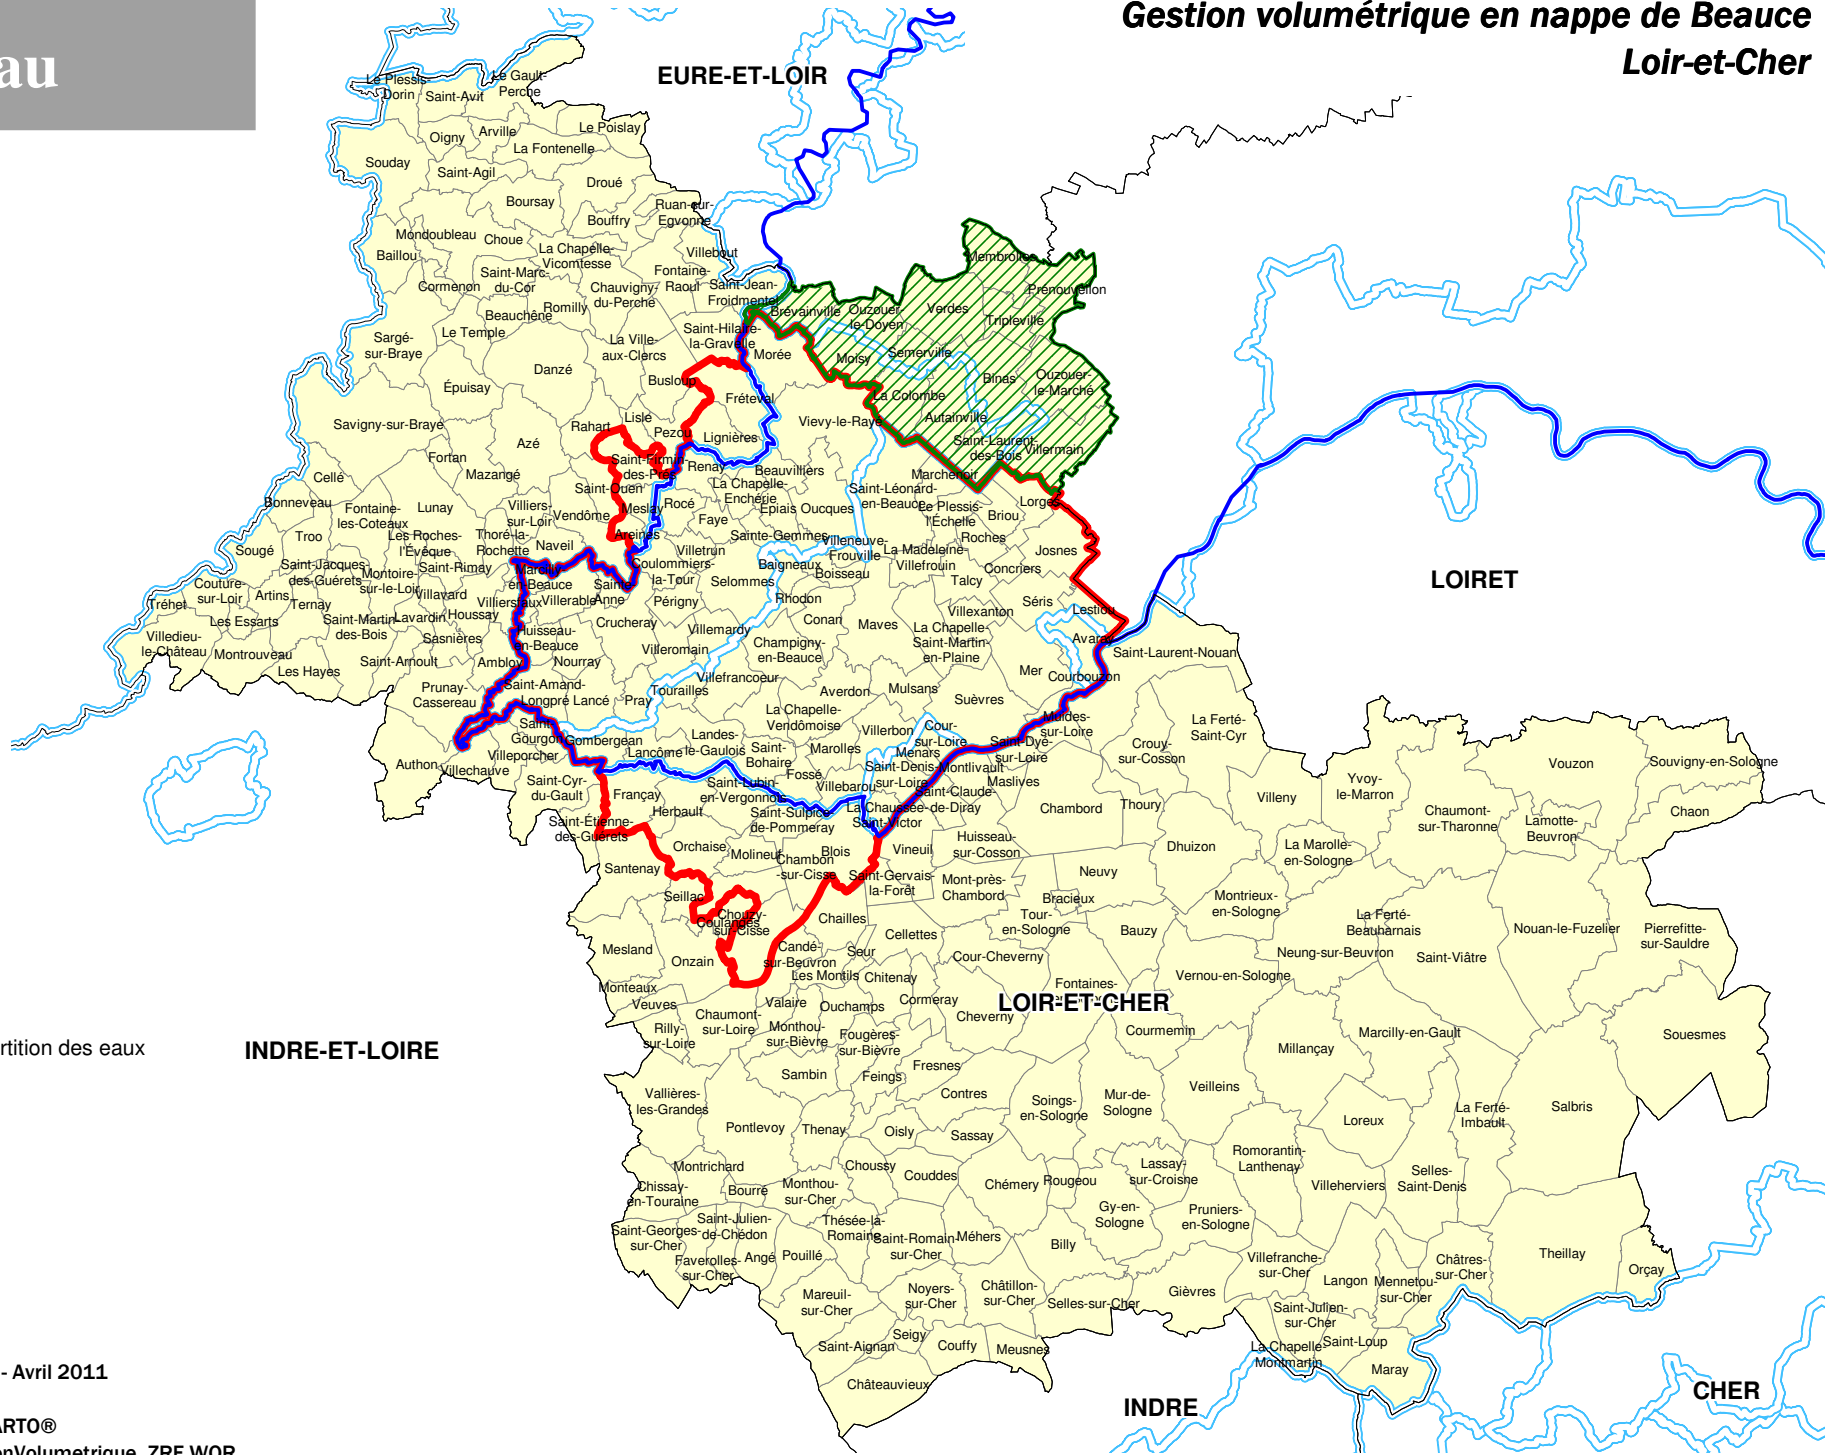 Gestion volumétrique en nappe de Beauce
Loir-et-Cher
au
EURE-ET-LOIR
LOIRET
LOIR-ET-CHER
INDRE-ET-LOIRE
INDRE
CHER
rtition des eaux
- Avril 2011
ARTO®
onVolumetrique_ZRE.WOR
Le Plessis-
Dorin
Saint-Avit
Le Gault-
Perche
Oigny
Arville
Le Poislay
La Fontenelle
Souday
Saint-Agil
Droué
Boursay
Bouffry
Ruan-sur-
Egvonne
Mondoubleau
Choue
La Chapelle-
Vicomtesse
Villebout
Baillou
Cormenon
Saint-Marc-
du-Cor
Chauvigny-
du-Perche
Fontaine-
Raoul
Saint-Jean-
Froidmentel
Romilly
Beauchêne
Le Temple
Sargé-
sur-Braye
La Ville-
aux-Clercs
Saint-Hilaire-
la-Gravelle
Morée
Danzé
Épuisay
Busloup
Fréteval
Brévainville
Ouzouer-
le-Doyen
Membrolles
Prénouvellon
Verdes
Tripleville
Moisy
Semerville
Binas
Ouzouer-
le-Marché
La Colombe
Autainville
Saint-Laurent-
des-Bois
Villermain
Vievy-le-Rayé
Savigny-sur-Braye
Azé
Rahart
Lisle
Pezou
Lignières
Fortan
Mazangé
Saint-Firmin-
des-Prés
Renay
Beauvilliers
Marchenoir
Cellé
Bonneveau
Fontaine-
les-Coteaux
Lunay
Villiers-
sur-Loir
Vendôme
Saint-Ouen
Meslay
Rocé
La Chapelle-
Enchérie
Épiais
Oucques
Saint-Léonard-
en-Beauce
Le Plessis-
l'Échelle
Briou
Lorges
Troo
Sougé
Les Roches-
l'Évêque
Thoré-la-
Rochette
Naveil
Areines
Faye
Sainte-Gemmes
Villeneuve-
Frouville
Roches
Josnes
Saint-Jacques-
des-Guérets
Montoire-
sur-le-Loir
Saint-Rimay
Marcilly-
en-Beauce
Coulommiers-
la-Tour
Villetrun
Selommes
Baigneaux
Boisseau
La Madeleine-
Villefrouin
Concriers
Talcy
Couture-
sur-Loir
Artins
Ternay
Villavard
Houssay
Villiersfaux
Villerable
Sainte-
Anne
Périgny
Rhodon
Séris
Lestiou
Tréhet
Les Essarts
Saint-Martin-
des-Bois
Lavardin
Sasnières
Huisseau-
en-Beauce
Crucheray
Villemardy
Conan
Maves
Villexanton
La Chapelle-
Saint-Martin-
en-Plaine
Avaray
Saint-Laurent-Nouan
Villedieu-
le-Château
Montrouveau
Les Hayes
Saint-Arnoult
Ambloy
Nourray
Villeromain
Champigny-
en-Beauce
Mer
Courbouzon
Prunay-
Cassereau
Saint-Amand-
Longpré
Lancé
Pray
Tourailles
Villefrancoeur
Averdon
Mulsans
Suèvres
Saint-
Gourgon
Gombergean
La Chapelle-
Vendômoise
Villerbon
Cour-
sur-Loire
Muides-
sur-Loire
La Ferté-
Saint-Cyr
Authon
Villechauve
Villeporcher
Lancôme
Landes-
le-Gaulois
Saint-
Bohaire
Marolles
Menars
Saint-Dyé-
sur-Loire
Crouy-
sur-Cosson
Saint-Cyr-
du-Gault
Françay
Herbault
Saint-Lubin-
en-Vergonnois
Fossé
Villebarou
Saint-Denis-
sur-Loire
Montlivault
Maslives
Saint-Claude-
de-Diray
Chambord
Thoury
Villeny
Yvoy-
le-Marron
Vouzon
Souvigny-en-Sologne
Saint-Étienne-
des-Guérets
Saint-Sulpice-
de-Pommeray
La Chaussée-
Saint-Victor
Chaumont-
sur-Tharonne
Lamotte-
Beuvron
Chaon
Santenay
Orchaise
Molineuf
Chambon
-sur-Cisse
Blois
Vineuil
Huisseau-
sur-Cosson
Dhuizon
La Marolle-
en-Sologne
Seillac
Saint-Gervais-
la-Forêt
Mont-près-
Chambord
Neuvy
Bracieux
Montrieux-
en-Sologne
Coulanges
Chouzy-
sur-Cisse
Chailles
Cellettes
Tour-
en-Sologne
Bauzy
La Ferté-
Beauharnais
Nouan-le-Fuzelier
Pierrefitte-
sur-Sauldre
Mesland
Onzain
Candé-
sur-Beuvron
Seur
Cour-Cheverny
Neung-sur-Beuvron
Saint-Viâtre
Monteaux
Veuves
Les Montils
Chitenay
Fontaines-
Vernou-en-Sologne
Chaumont-
sur-Loire
Valaire
Ouchamps
Cormeray
Cheverny
Courmemin
Rilly-
sur-Loire
Monthou-
sur-Bièvre
Fougères-
sur-Bièvre
Millançay
Marcilly-en-Gault
Souesmes
Sambin
Feings
Fresnes
Vallières-
les-Grandes
Contres
Soings-
en-Sologne
Mur-de-
Sologne
Veilleins
Loreux
La Ferté-
Imbault
Salbris
Pontlevoy
Thenay
Oisly
Sassay
Romorantin-
Lanthenay
Montrichard
Choussy
Couddes
Lassay-
sur-Croisne
Selles-
Saint-Denis
Chissay-
en-Touraine
Bourré
Monthou-
sur-Cher
Chémery
Rougeou
Villeherviers
Saint-Georges-
sur-Cher
Saint-Julien-
de-Chédon
Thésée-la-
Romaine
Gy-en-
Sologne
Pruniers-
en-Sologne
Faverolles-
sur-Cher
Angé
Pouillé
Saint-Romain-
sur-Cher
Méhers
Billy
Villefranche-
sur-Cher
Langon
Mennetou-
sur-Cher
Châtres-
sur-Cher
Theillay
Orçay
Mareuil-
sur-Cher
Noyers-
sur-Cher
Châtillon-
sur-Cher
Selles-sur-Cher
Gièvres
Saint-Julien-
sur-Cher
Saint-Aignan
Seigy
Couffy
Meusnes
La Chapelle-
Montmartin
Saint-Loup
Maray
Châteauvieux